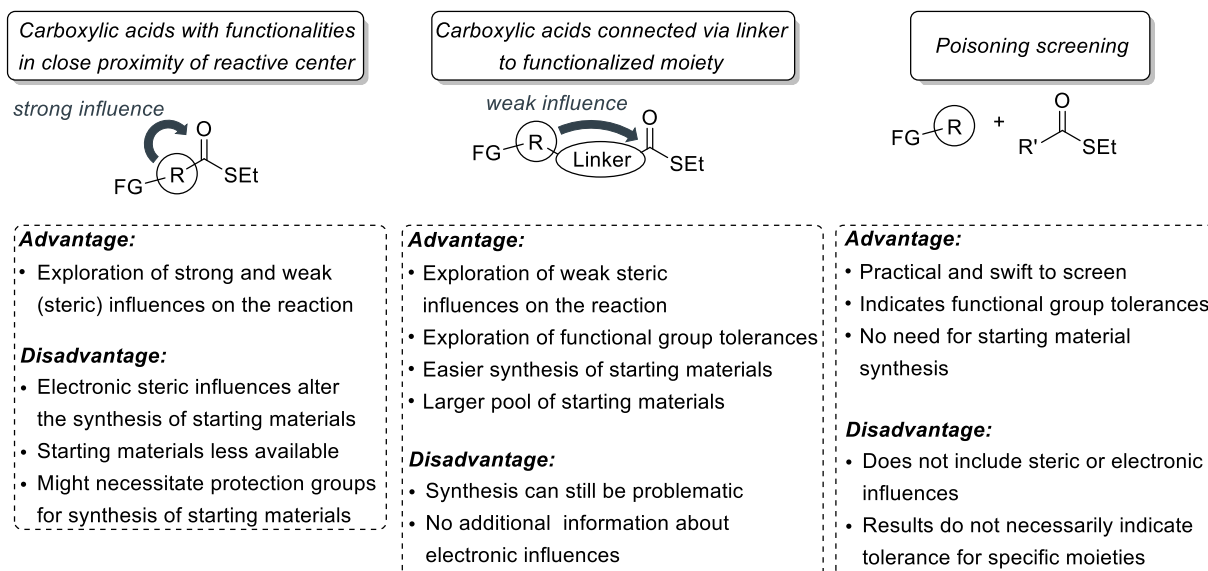 Carboxylic acids with functionalities
in close proximity of reactive center
strong influence
O
R
FG
SEt
Advantage:
• Exploration of strong and weak
(steric) influences on the reaction
Disadvantage:
• Electronic steric influences alter
the synthesis of starting materials
• Starting materials less available
• Might necessitate protection groups
for synthesis of starting materials
Carboxylic acids connected via linker
to functionalized moiety
weak influence
O
R
FG
Linker
SEt
Advantage:
• Exploration of weak steric
influences on the reaction
• Exploration of functional group tolerances
• Easier synthesis of starting materials
• Larger pool of starting materials
Disadvantage:
• Synthesis can still be problematic
• No additional information about
electronic influences
Poisoning screening
O
FG R + R' SEt
Advantage:
• Practical and swift to screen
• Indicates functional group tolerances
• No need for starting material
synthesis
Disadvantage:
• Does not include steric or electronic
influences
• Results do not necessarily indicate
tolerance for specific moieties